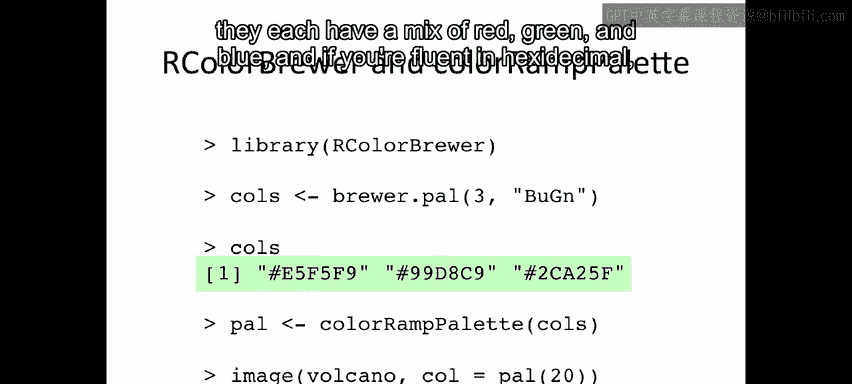 they each have a mix of red, green, and
blue, and if you're fluent in hexidecimal,
RColorBrewer and colorRampPalette
> library(RColorBrewer)
> cols <- brewer.pal(3, "BuGn")
> cols
[1] "#E5F5F9" "#99D8C9" "#2CA25F"
> pal <- colorRampPalette(cols)
> image(volcano, col = pal(20))